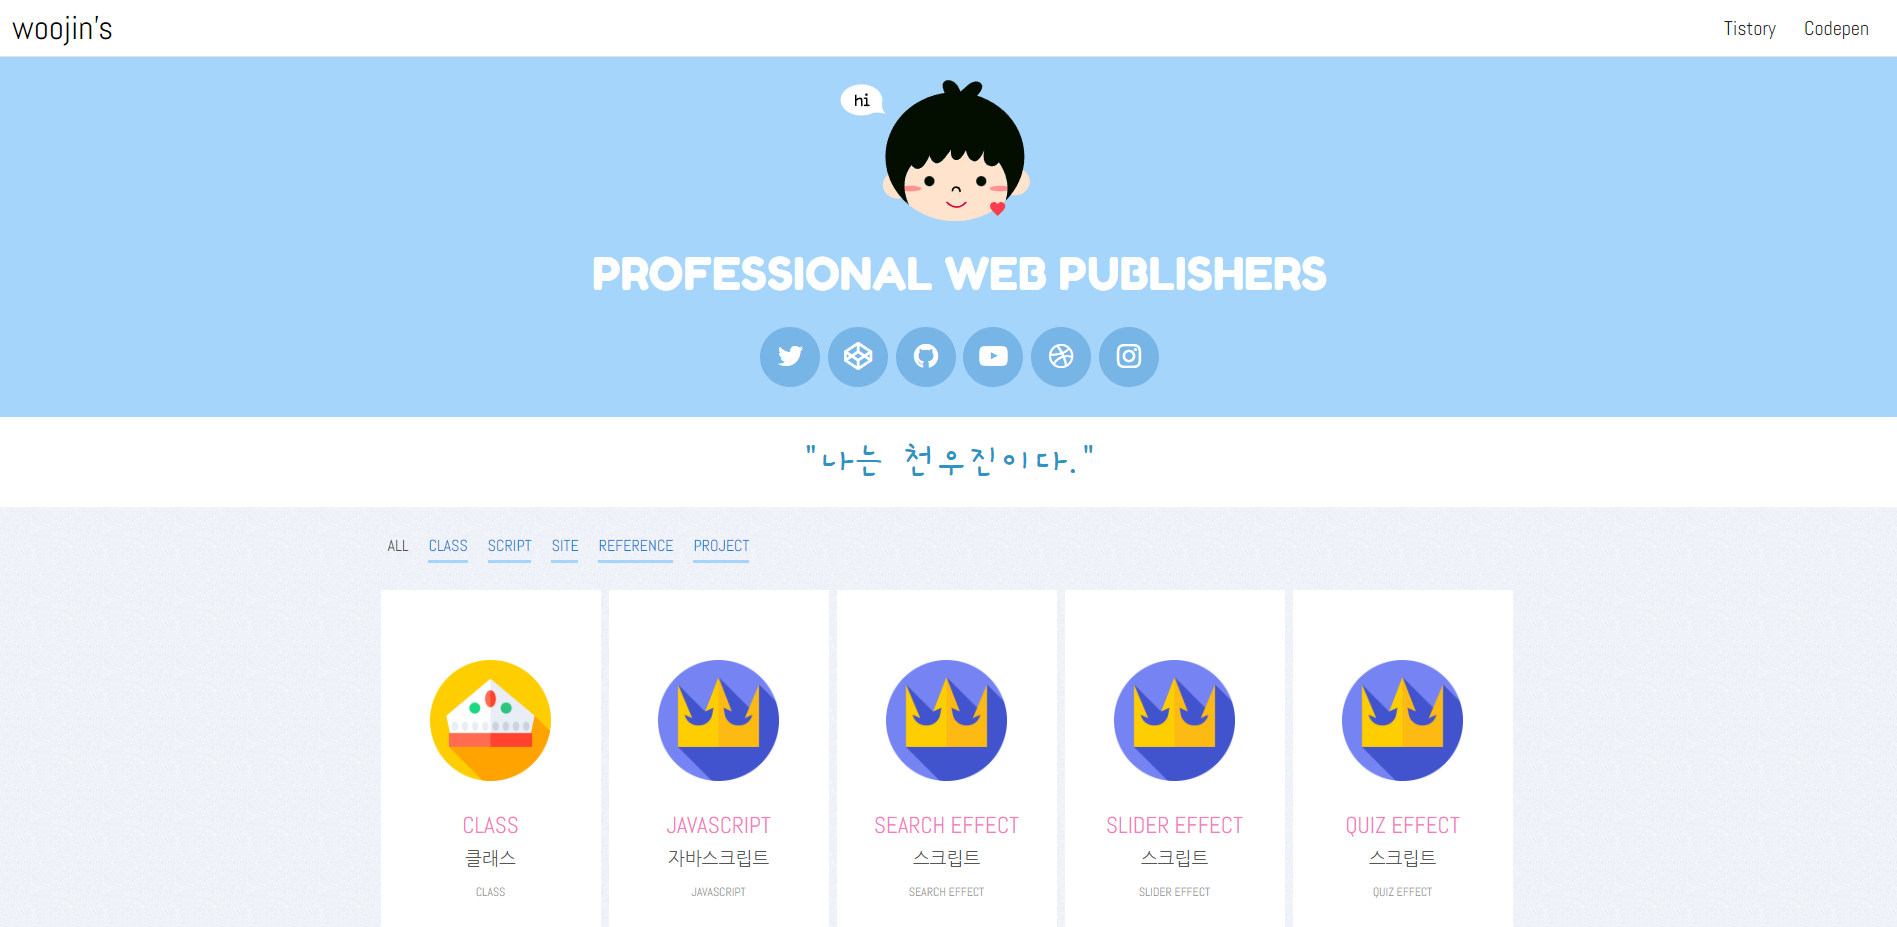 woojin's
Tistory Codepen
hi
PROFESSIONAL WEB PUBLISHERS
"나는 천우진이다."
ALL CLASS SCRIPT SITE REFERENCE PROJECT
CLASS
클래스
CLASS
JAVASCRIPT
자바스크립트
JAVASCRIPT
SEARCH EFFECT
스크립트
SEARCH EFFECT
SLIDER EFFECT
스크립트
SLIDER EFFECT
QUIZ EFFECT
스크립트
QUIZ EFFECT